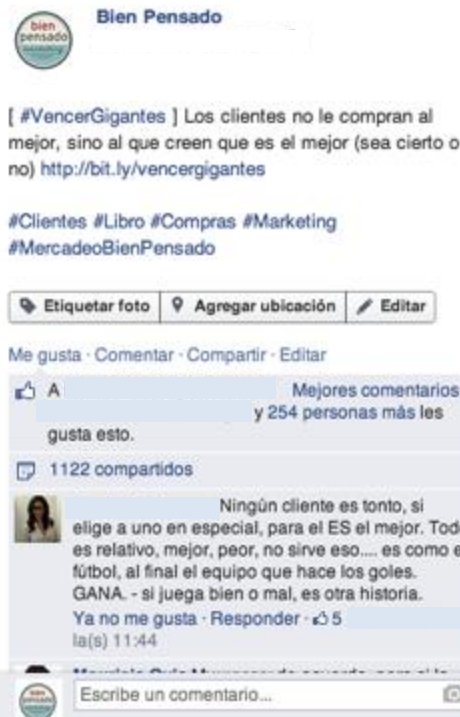 bien
pensado
Bien Pensado
[ #VencerGigantes ] Los clientes no le compran al
mejor, sino al que creen que es el mejor (sea cierto o
no) http://bit.ly/vencergigantes
#Clientes #Libro #Compras #Marketing
#MercadeoBienPensado
Etiquetar foto Agregar ubicación Editar
Me gusta · Comentar · Compartir · Editar
A Mejores comentarios
y 254 personas más les
gusta esto.
1122 compartidos
Ningún cliente es tonto, si
elige a uno en especial, para el ES el mejor. Tod
es relativo, mejor, peor, no sirve eso.... es como e
fútbol, al final el equipo que hace los goles.
GANA. - si juega bien o mal, es otra historia.
Ya no me gusta · Responder · 5
la(s) 11:44
bien
pensado
Escribe un comentario...